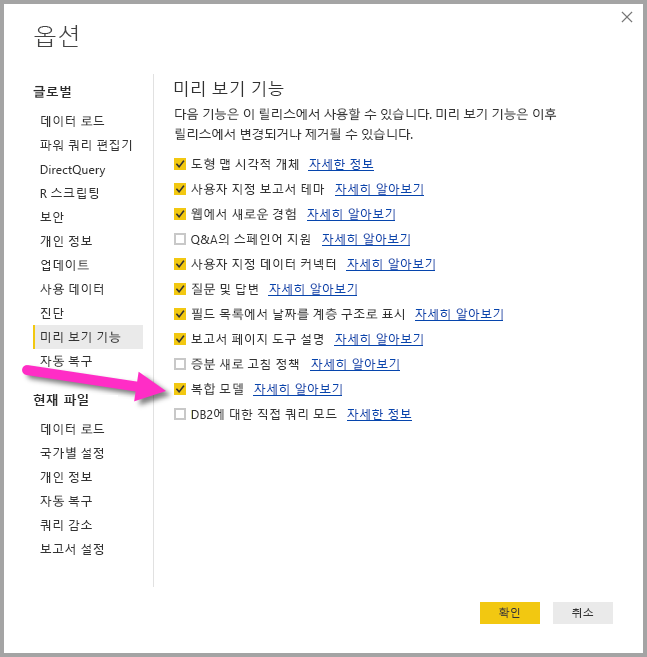 옵션
글로벌
데이터 로드
파워 쿼리 편집기
DirectQuery
R 스크립팅
보안
개인 정보
업데이트
사용 데이터
진단
미리 보기 기능
자동 복구
현재 파일
데이터 로드
국가별 설정
개인 정보
자동 복구
쿼리 감소
보고서 설정
미리 보기 기능
다음 기능은 이 릴리스에서 사용할 수 있습니다. 미리 보기 기능은 이후
릴리스에서 변경되거나 제거될 수 있습니다.
도형 맵 시각적 개체 자세한 정보
사용자 지정 보고서 테마 자세히 알아보기
웹에서 새로운 경험 자세히 알아보기
Q&A의 스페인어 지원 자세히 알아보기
사용자 지정 데이터 커넥터 자세히 알아보기
질문 및 답변 자세히 알아보기
필드 목록에서 날짜를 계층 구조로 표시 자세히 알아보기
보고서 페이지 도구 설명 자세히 알아보기
증분 새로 고침 정책 자세히 알아보기
복합 모델 자세히 알아보기
DB2에 대한 직접 쿼리 모드 자세한 정보
확인 취소